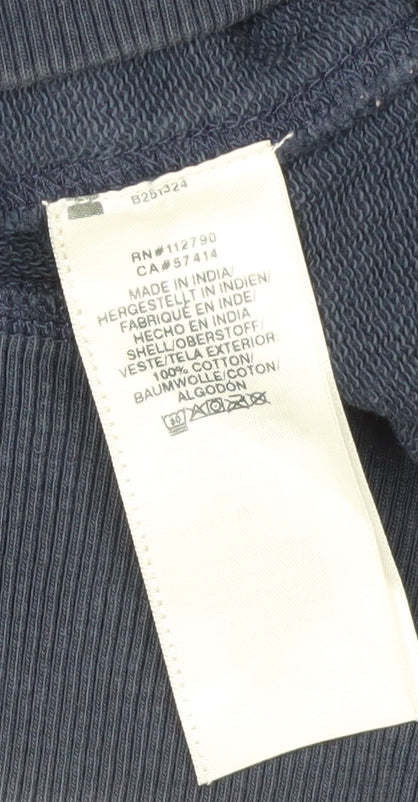 B251324
RN#112790
CA#57414
MADE IN INDIA/
HERGESTELLT IN INDIEN/
FABRIQUÉ EN INDE/
HECHO EN INDIA
SHELL/OBERSTOFF/
VESTE/TELA EXTERIOR:
100% COTTON/
BAUMWOLLE/COTON/
ALGODÓN
30